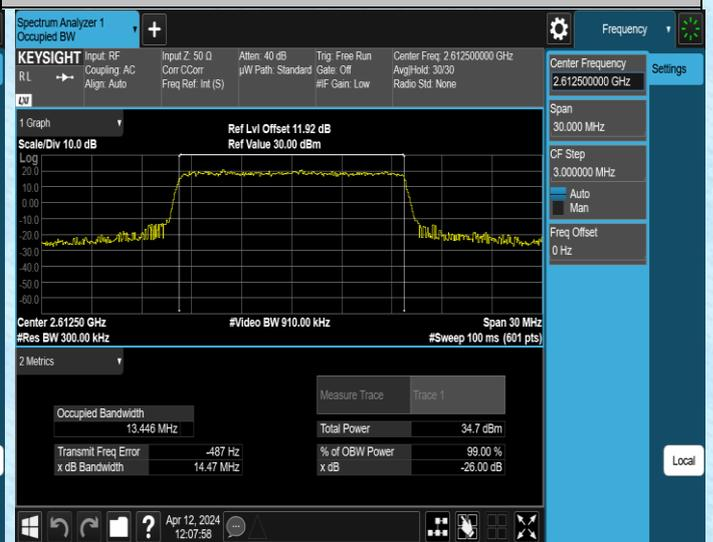 Spectrum Analyzer 1
Occupied BW
+
Frequency
KEYSIGHT
RL
LXI
Input: RF
Coupling: AC
Align: Auto
Input Z: 50 Ω
Corr CCorr
Freq Ref: Int (S)
Atten: 40 dB
µW Path: Standard
Trig: Free Run
Gate: Off
#IF Gain: Low
Center Freq: 2.612500000 GHz
Avg|Hold: 30/30
Radio Std: None
Center Frequency
2.612500000 GHz
Settings
Span
30.000 MHz
CF Step
3.000000 MHz
Auto
Man
Freq Offset
0 Hz
Local
1 Graph
Scale/Div 10.0 dB
Ref Lvl Offset 11.92 dB
Ref Value 30.00 dBm
Log
20.0
10.0
0.00
-10.0
-20.0
-30.0
-40.0
-50.0
-60.0
Center 2.61250 GHz
#Video BW 910.00 kHz
Span 30 MHz
#Res BW 300.00 kHz
#Sweep 100 ms (601 pts)
2 Metrics
Measure Trace
Trace 1
Occupied Bandwidth
13.446 MHz
Total Power
34.7 dBm
Transmit Freq Error
-487 Hz
% of OBW Power
99.00 %
x dB Bandwidth
14.47 MHz
x dB
-26.00 dB
?
Apr 12, 2024
12:07:58